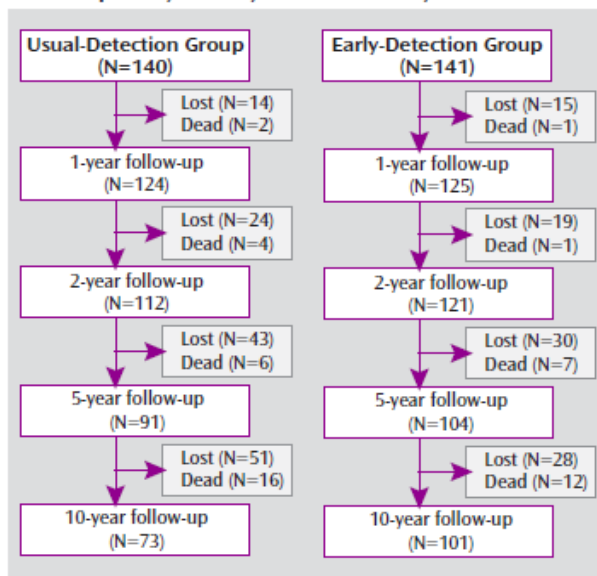 Usual-Detection Group
(N=140)
Lost (N=14)
Dead (N=2)
1-year follow-up
(N=124)
Lost (N=24)
Dead (N=4)
2-year follow-up
(N=112)
Lost (N=43)
Dead (N=6)
5-year follow-up
(N=91)
Lost (N=51)
Dead (N=16)
10-year follow-up
(N=73)
Early-Detection Group
(N=141)
Lost (N=15)
Dead (N=1)
1-year follow-up
(N=125)
Lost (N=19)
Dead (N=1)
2-year follow-up
(N=121)
Lost (N=30)
Dead (N=7)
5-year follow-up
(N=104)
Lost (N=28)
Dead (N=12)
10-year follow-up
(N=101)